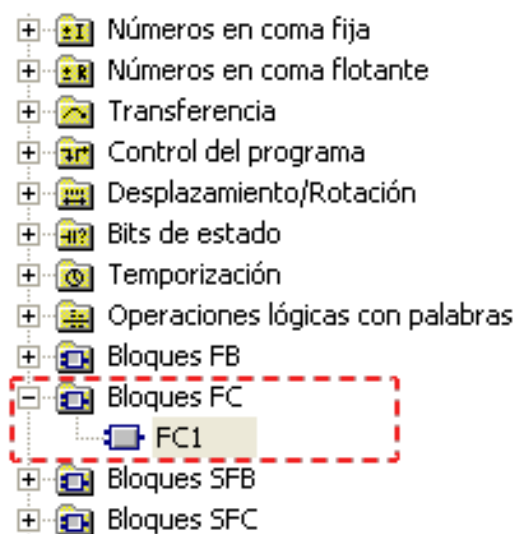 Números en coma fija
Números en coma flotante
Transferencia
Control del programa
Desplazamiento/Rotación
Bits de estado
Temporización
Operaciones lógicas con palabras
Bloques FB
Bloques FC
FC1
Bloques SFB
Bloques SFC